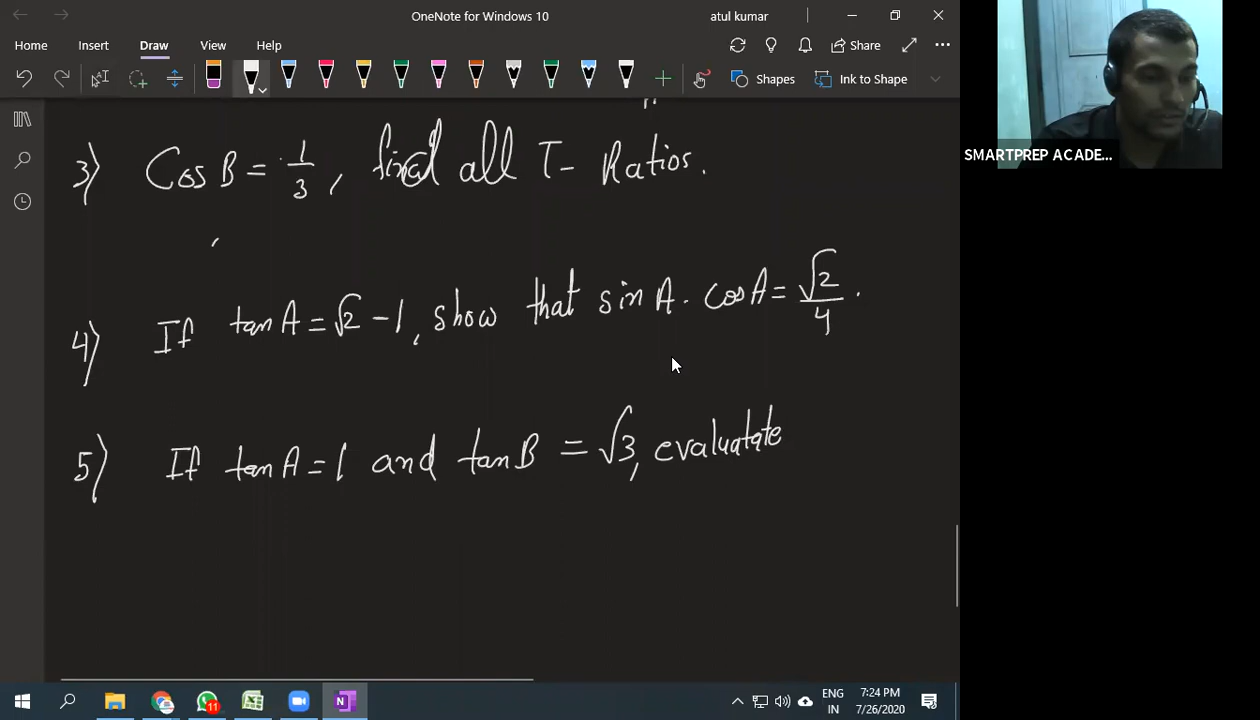 OneNote for Windows 10
atul kumar
Home Insert Draw View Help
Share
Shapes
Ink to Shape
3) Cos B = 1/3, find all T- Ratios.
4) If tan A = √2 - 1, show that sin A . cos A = √2/4.
5) If tan A = 1 and tan B = √3, evaluatate
SMARTPREP ACADE...
11
ENG
IN
7:24 PM
7/26/2020